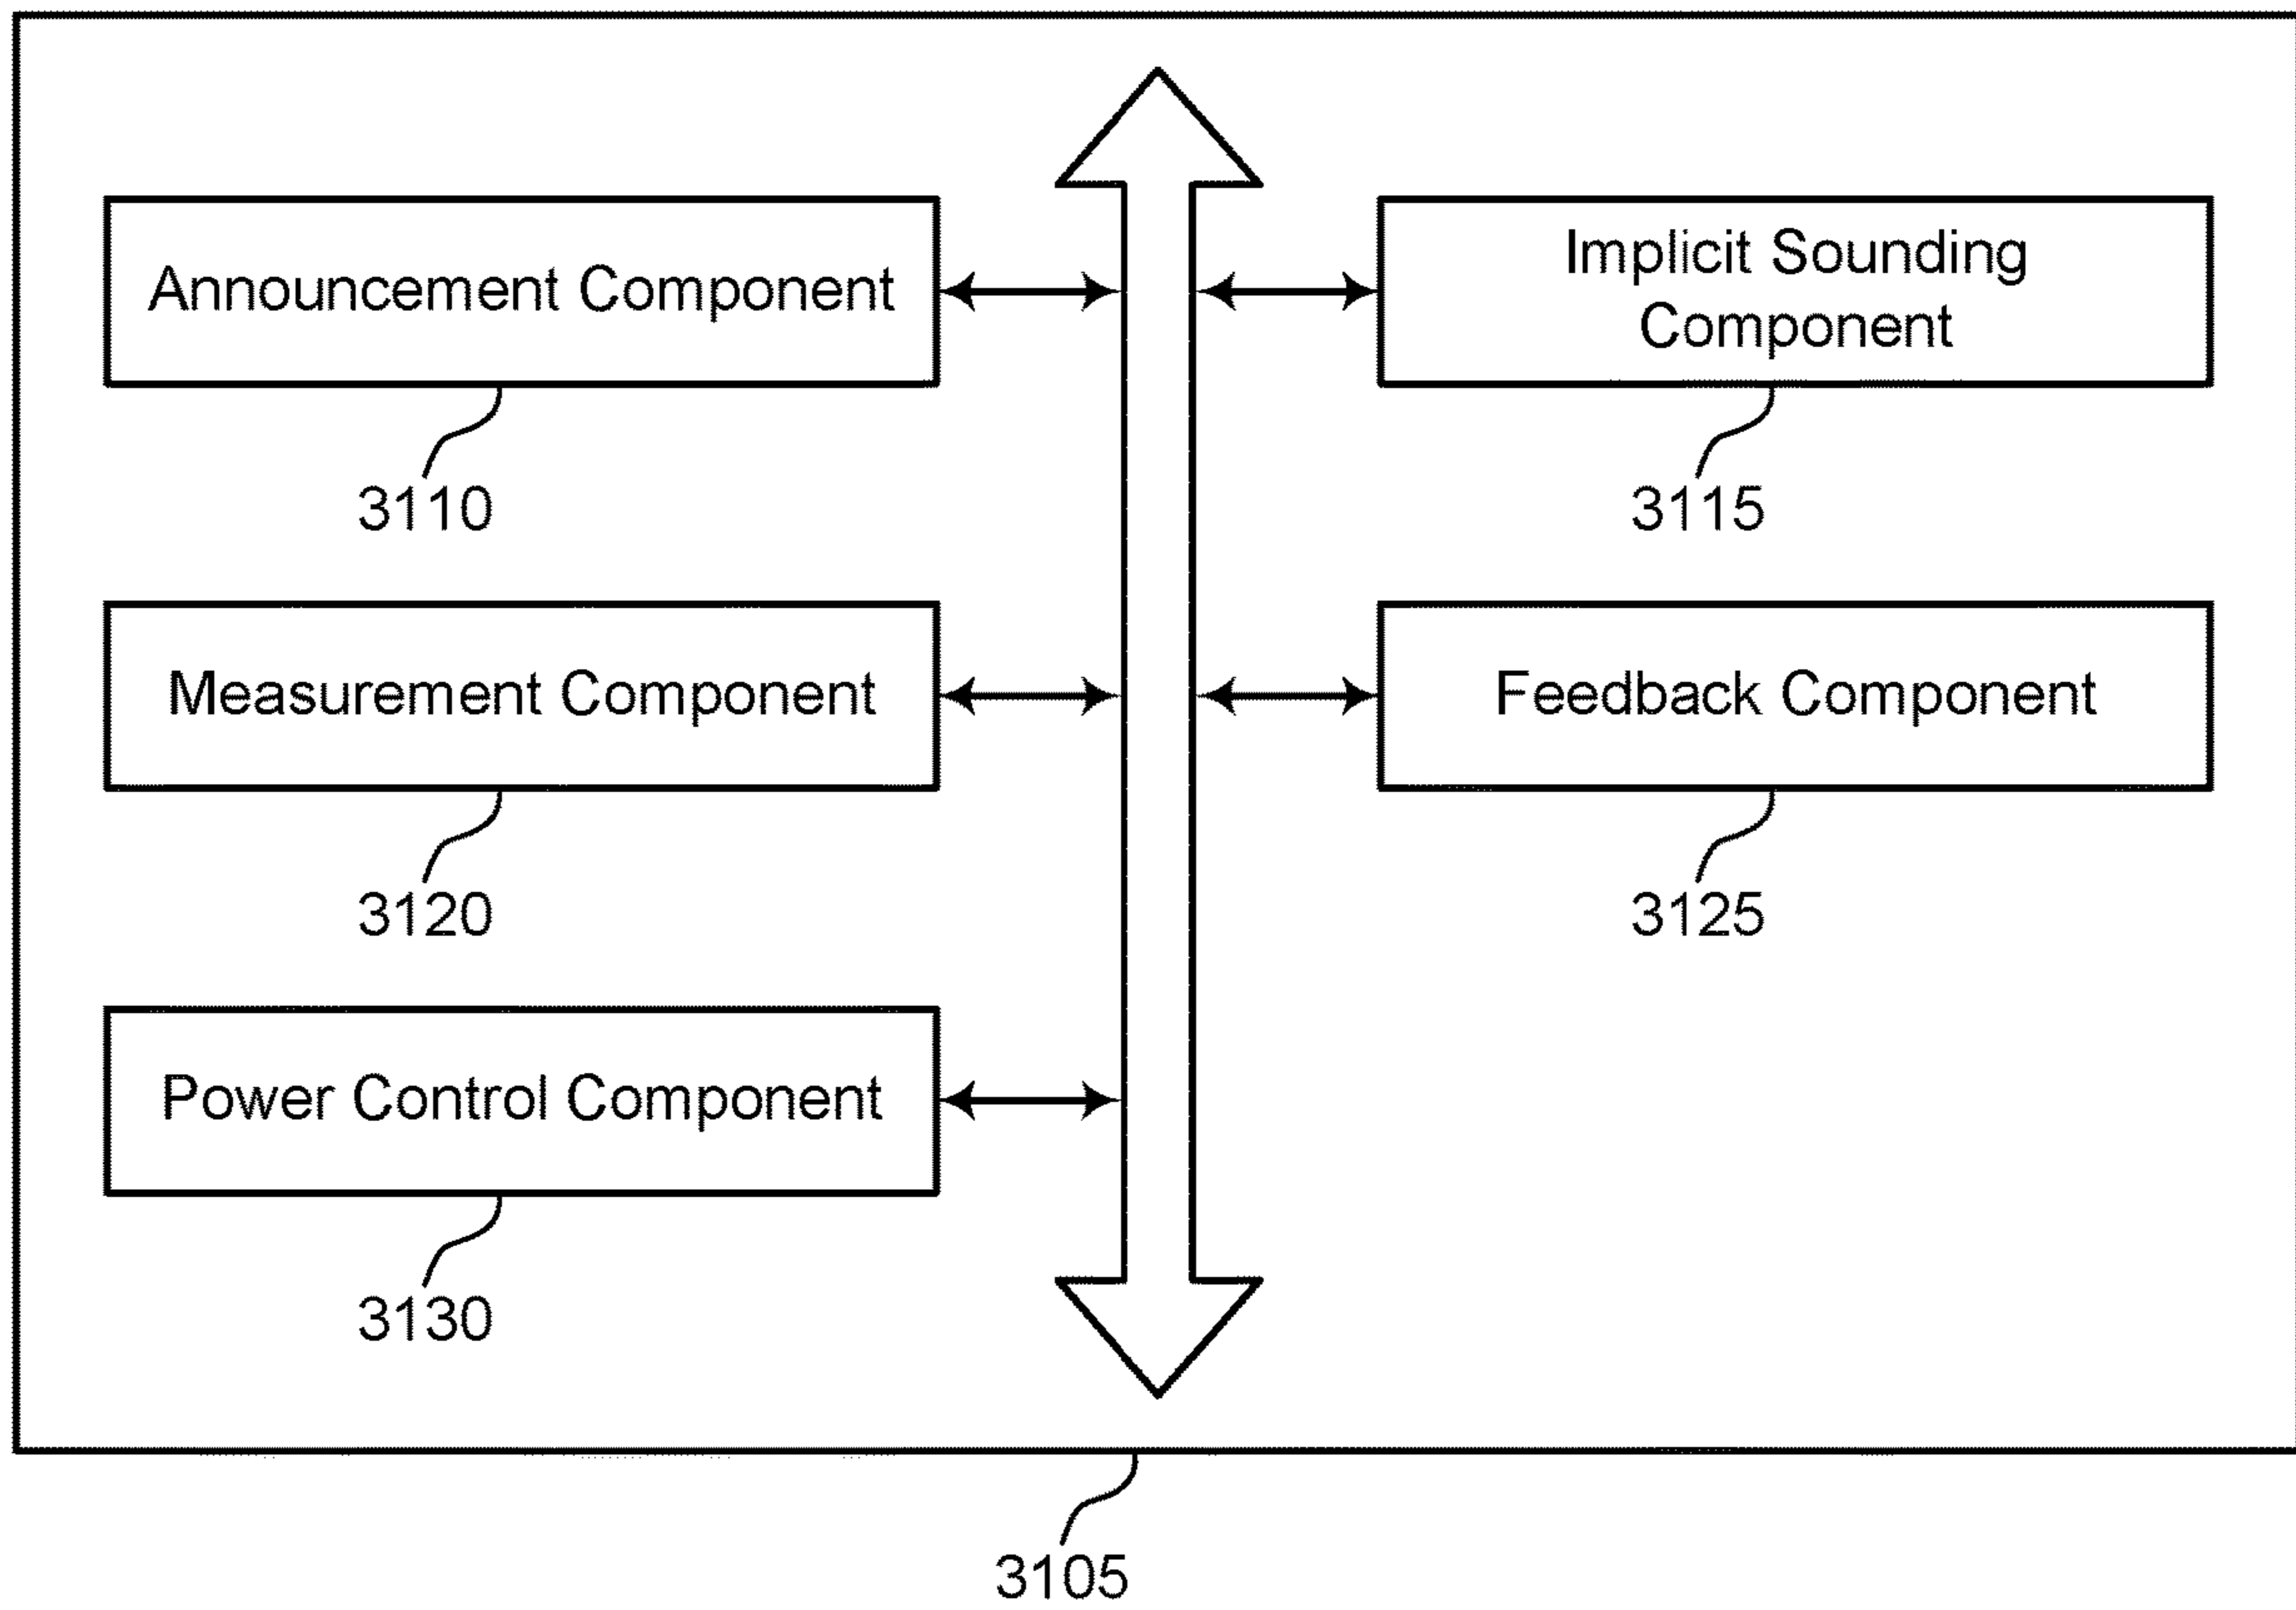 Announcement Component
3110
Implicit Sounding
Component
3115
Measurement Component
3120
Feedback Component
3125
Power Control Component
3130
3105